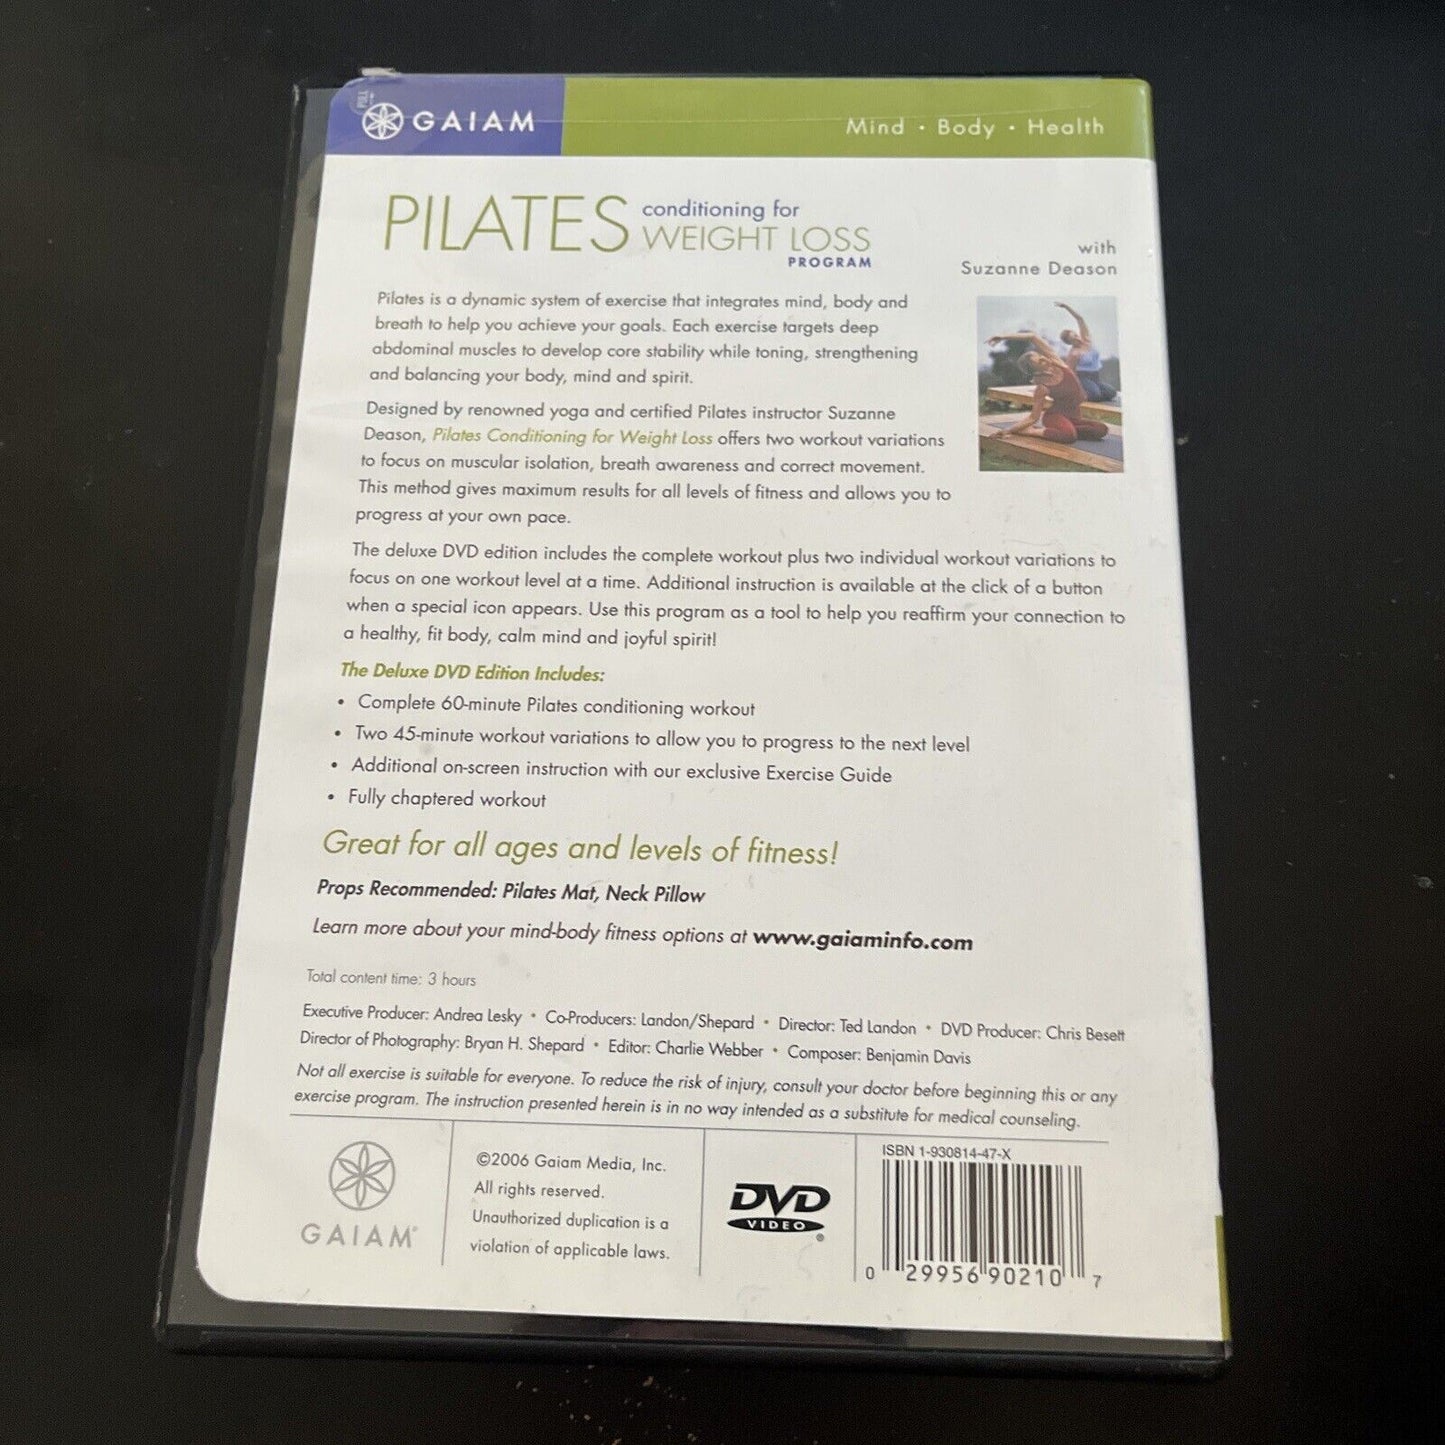 PULL
GAIAM
Mind • Body • Health
PILATES conditioning for WEIGHT LOSS PROGRAM
with
Suzanne Deason
Pilates is a dynamic system of exercise that integrates mind, body and
breath to help you achieve your goals. Each exercise targets deep
abdominal muscles to develop core stability while toning, strengthening
and balancing your body, mind and spirit.
Designed by renowned yoga and certified Pilates instructor Suzanne
Deason, Pilates Conditioning for Weight Loss offers two workout variations
to focus on muscular isolation, breath awareness and correct movement.
This method gives maximum results for all levels of fitness and allows you to
progress at your own pace.
The deluxe DVD edition includes the complete workout plus two individual workout variations to
focus on one workout level at a time. Additional instruction is available at the click of a button
when a special icon appears. Use this program as a tool to help you reaffirm your connection to
a healthy, fit body, calm mind and joyful spirit!
The Deluxe DVD Edition Includes:
• Complete 60-minute Pilates conditioning workout
• Two 45-minute workout variations to allow you to progress to the next level
• Additional on-screen instruction with our exclusive Exercise Guide
• Fully chaptered workout
Great for all ages and levels of fitness!
Props Recommended: Pilates Mat, Neck Pillow
Learn more about your mind-body fitness options at www.gaiaminfo.com
Total content time: 3 hours
Executive Producer: Andrea Lesky • Co-Producers: Landon/Shepard • Director: Ted Landon • DVD Producer: Chris Besett
Director of Photography: Bryan H. Shepard • Editor: Charlie Webber • Composer: Benjamin Davis
Not all exercise is suitable for everyone. To reduce the risk of injury, consult your doctor before beginning this or any
exercise program. The instruction presented herein is in no way intended as a substitute for medical counseling.
GAIAM®
©2006 Gaiam Media, Inc.
All rights reserved.
Unauthorized duplication is a
violation of applicable laws.
DVD
VIDEO
®
ISBN 1-930814-47-X
0 29956 90210 7